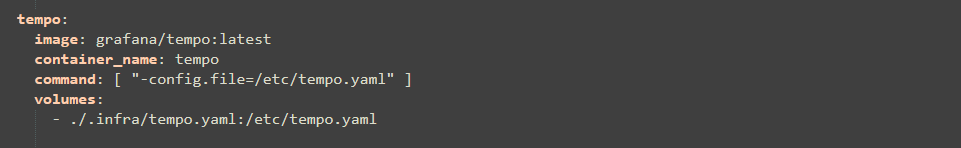 tempo:
  image: grafana/tempo:latest
  container_name: tempo
  command: [ "-config.file=/etc/tempo.yaml" ]
  volumes:
    - ./.infra/tempo.yaml:/etc/tempo.yaml